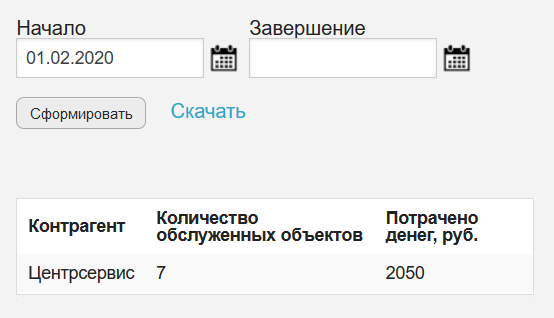 Начало Завершение
01.02.2020
Сформировать Скачать
Контрагент Количество обслуженных объектов Потрачено денег, руб.
Центрсервис 7 2050